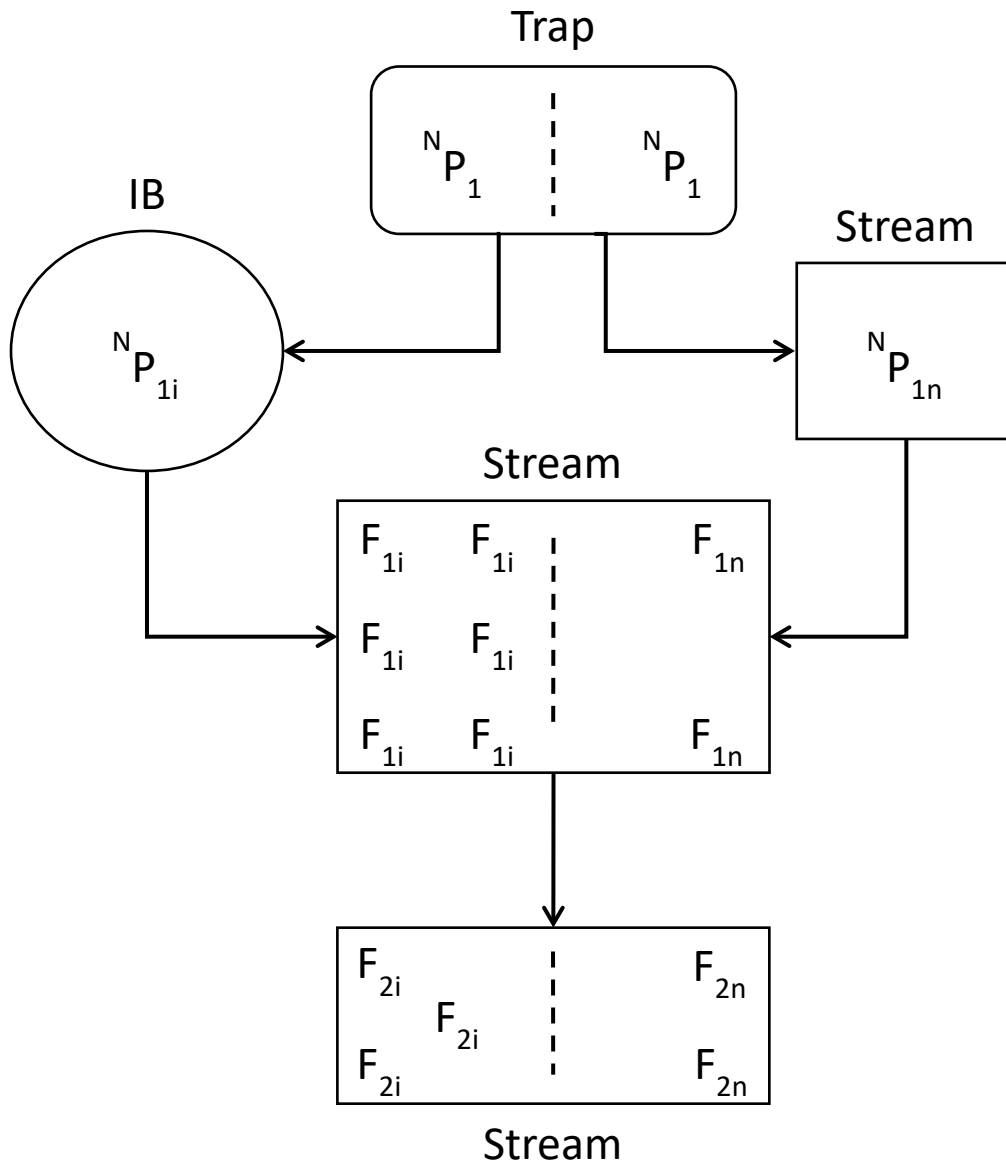 Trap
ᴺP₁ ᴺP₁
IB
Stream
ᴺP₁ᵢ
ᴺP₁ₙ
Stream
F₁ᵢ F₁ᵢ F₁ₙ
F₁ᵢ F₁ᵢ
F₁ᵢ F₁ᵢ F₁ₙ
F₂ᵢ F₂ₙ
F₂ᵢ
F₂ᵢ F₂ₙ
Stream